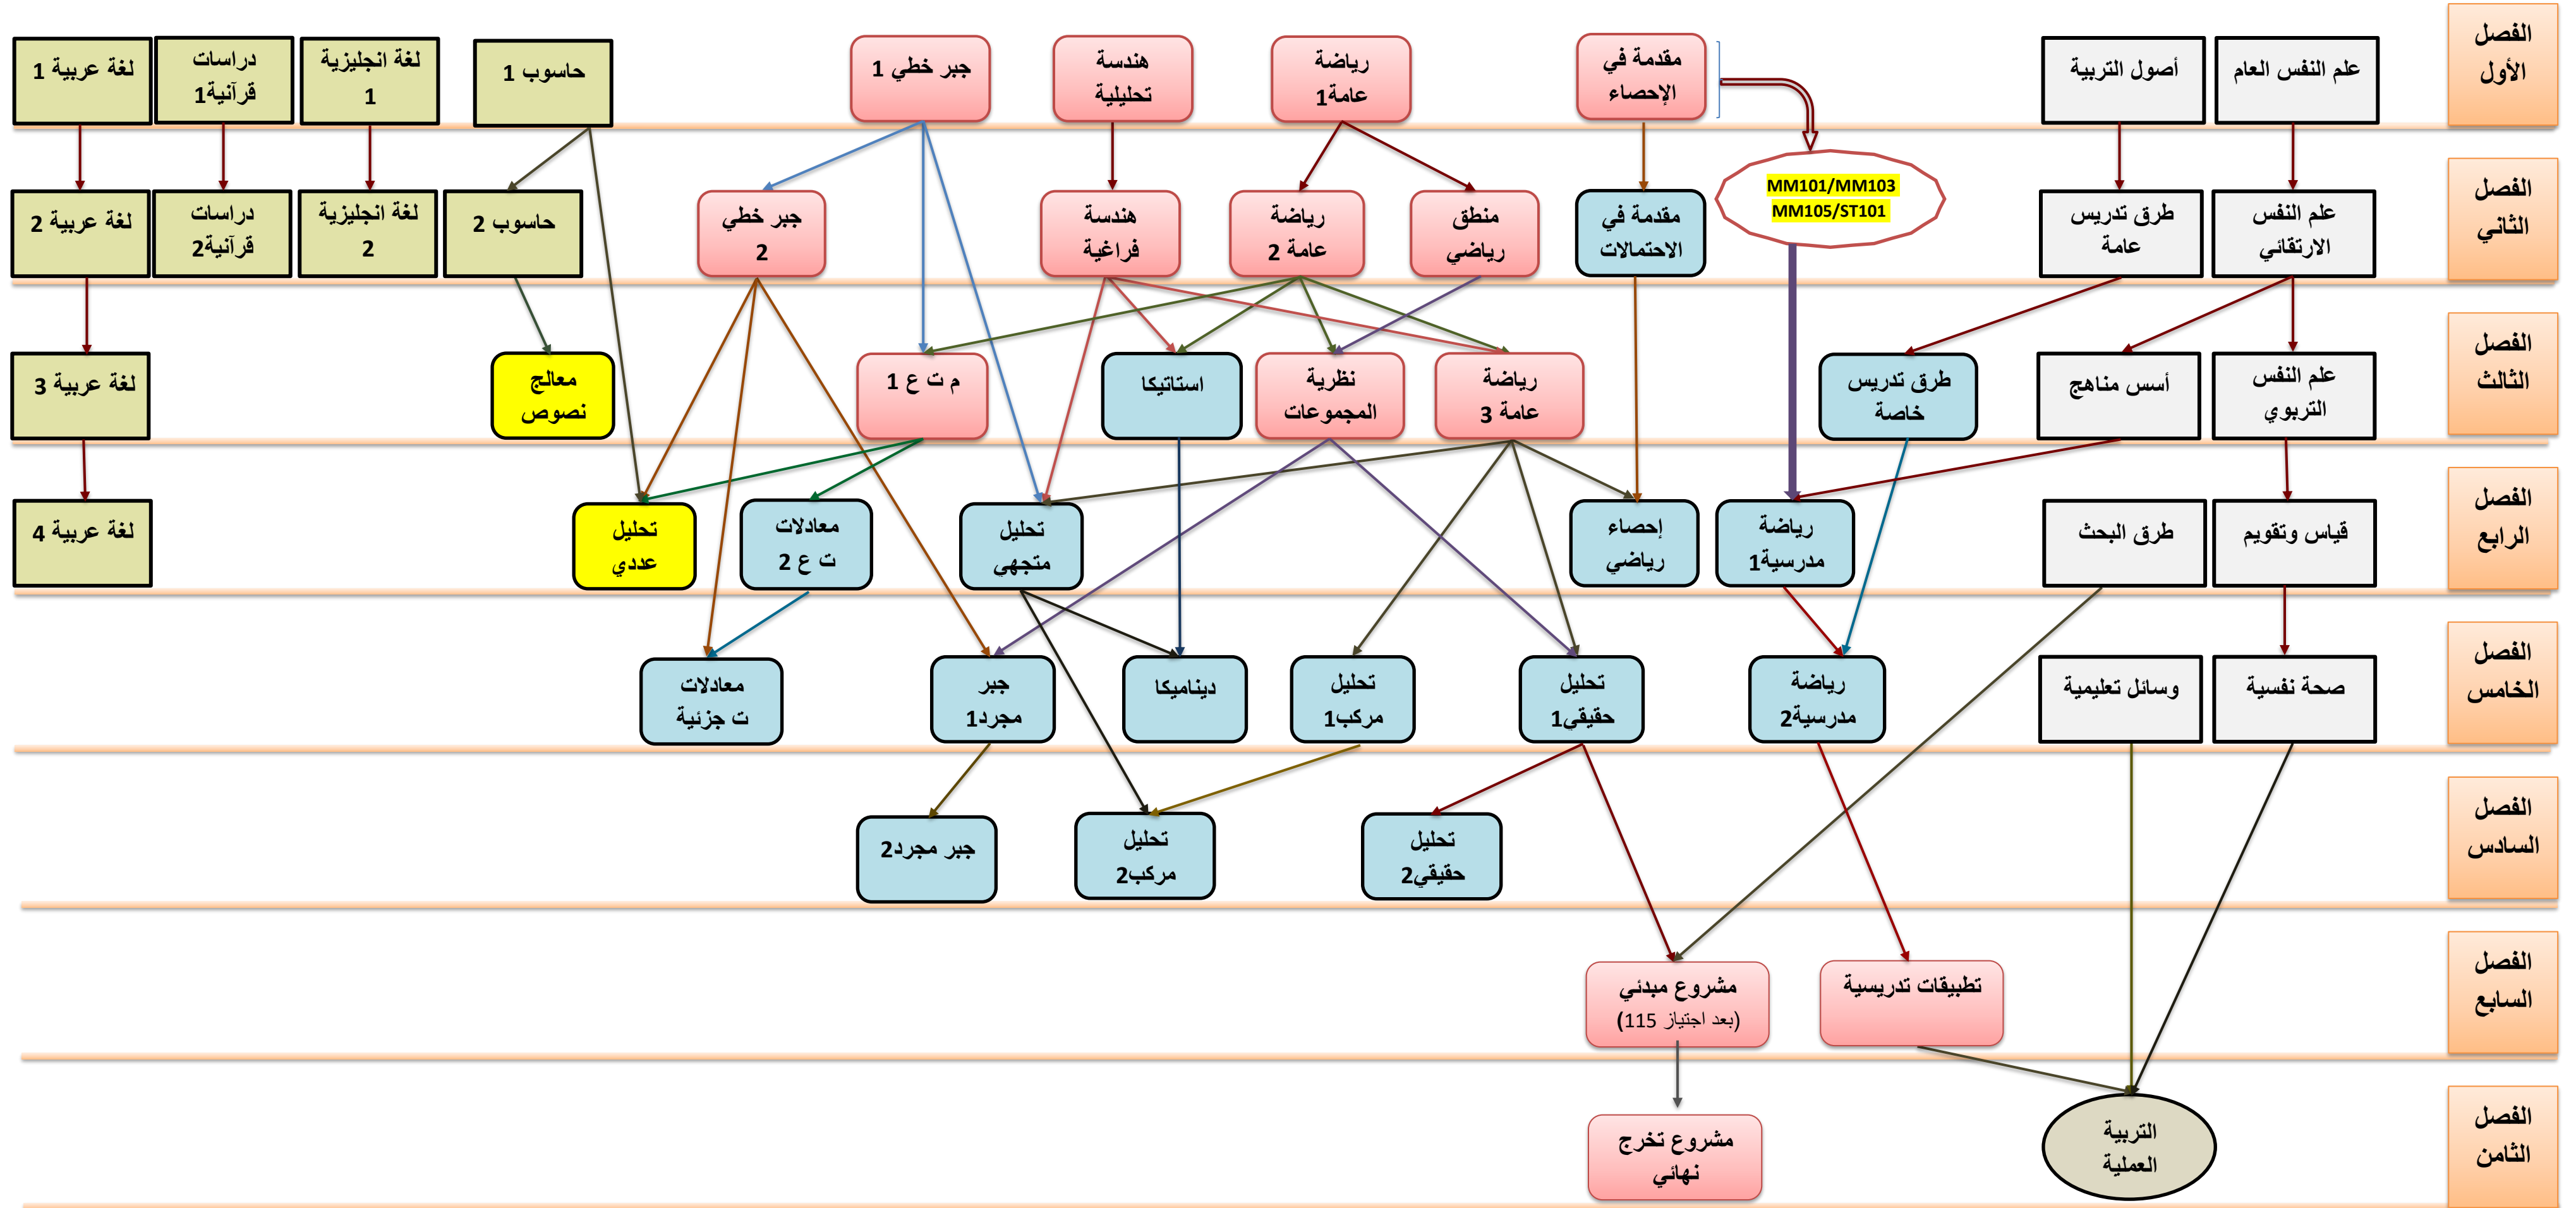 الفصل
الأول
علم النفس العام
أصول التربية
مقدمة في
الإحصاء
رياضة
عامة1
هندسة
تحليلية
جبر خطي 1
حاسوب 1
لغة انجليزية
1
دراسات
قرآنية1
لغة عربية 1
الفصل
الثاني
علم النفس
الارتقائي
طرق تدريس
عامة
MM101/MM103
MM105/ST101
مقدمة في
الاحتمالات
منطق
رياضي
رياضة
عامة 2
هندسة
فراغية
جبر خطي
2
حاسوب 2
لغة انجليزية
2
دراسات
قرآنية2
لغة عربية 2
الفصل
الثالث
علم النفس
التربوي
أسس مناهج
طرق تدريس
خاصة
رياضة
عامة 3
نظرية
المجموعات
استاتيكا
م ت ع 1
معالج
نصوص
لغة عربية 3
الفصل
الرابع
قياس وتقويم
طرق البحث
رياضة
مدرسية1
إحصاء
رياضي
تحليل
متجهي
معادلات
ت ع 2
تحليل
عددي
لغة عربية 4
الفصل
الخامس
صحة نفسية
وسائل تعليمية
رياضة
مدرسية2
تحليل
حقيقي1
تحليل
مركب1
ديناميكا
جبر
مجرد1
معادلات
ت جزئية
الفصل
السادس
تحليل
حقيقي2
تحليل
مركب2
جبر مجرد2
الفصل
السابع
تطبيقات تدريسية
مشروع مبدئي
(بعد اجتياز 115)
الفصل
الثامن
التربية
العملية
مشروع تخرج
نهائي